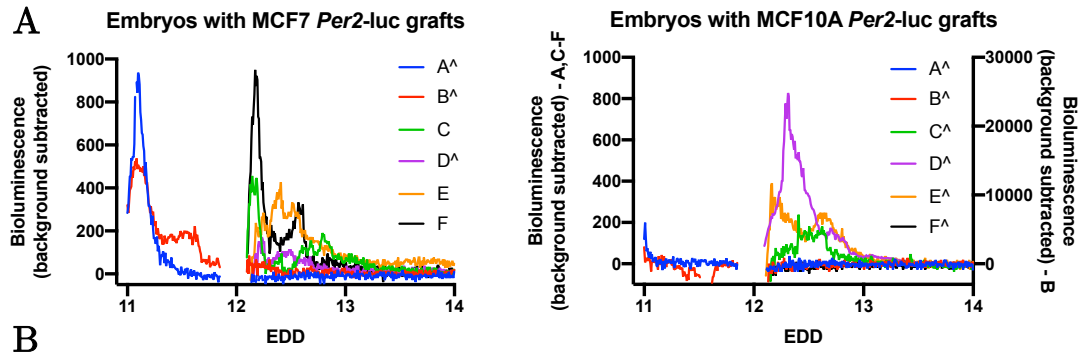 A
Embryos with MCF7 Per2-luc grafts
Bioluminescence
(background subtracted)
1000
800
600
400
200
0
11
12
13
14
EDD
A^
B^
C
D^
E
F
Embryos with MCF10A Per2-luc grafts
Bioluminescence
(background subtracted) - A,C-F
1000
800
600
400
200
0
11
12
13
14
EDD
A^
B^
C^
D^
E^
F^
30000
20000
10000
0
Bioluminescence
(background subtracted) - B
B